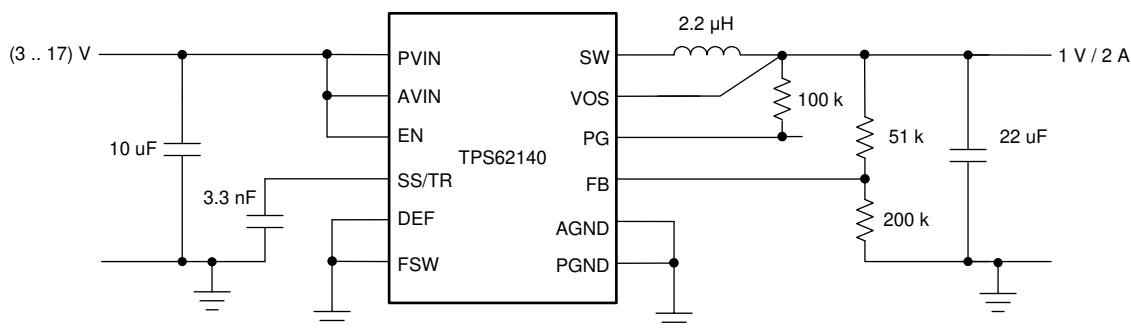 2.2 µH
(3 .. 17) V
PVIN
SW
1 V / 2 A
AVIN
VOS
100 k
10 uF
EN
PG
51 k
22 uF
TPS62140
3.3 nF
SS/TR
FB
DEF
AGND
200 k
FSW
PGND